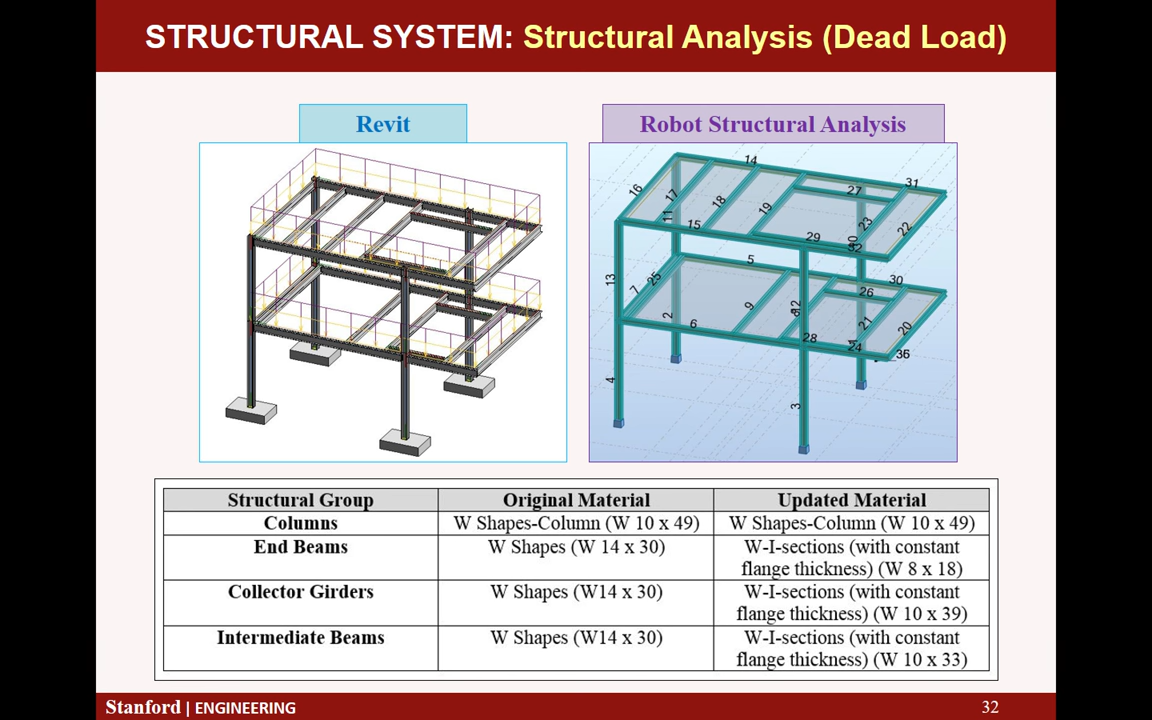 STRUCTURAL SYSTEM: Structural Analysis (Dead Load)
Revit
Robot Structural Analysis
14
31
16
17
18
27
19
11
15
23
22
29
32
5
30
25
7
26
9
2
6
21
20
28
24
36
13
4
3
Structural Group Original Material Updated Material
Columns W Shapes-Column (W 10 x 49) W Shapes-Column (W 10 x 49)
End Beams W Shapes (W 14 x 30) W-I-sections (with constant
flange thickness) (W 8 x 18)
Collector Girders W Shapes (W14 x 30) W-I-sections (with constant
flange thickness) (W 10 x 39)
Intermediate Beams W Shapes (W14 x 30) W-I-sections (with constant
flange thickness) (W 10 x 33)
Stanford | ENGINEERING
32